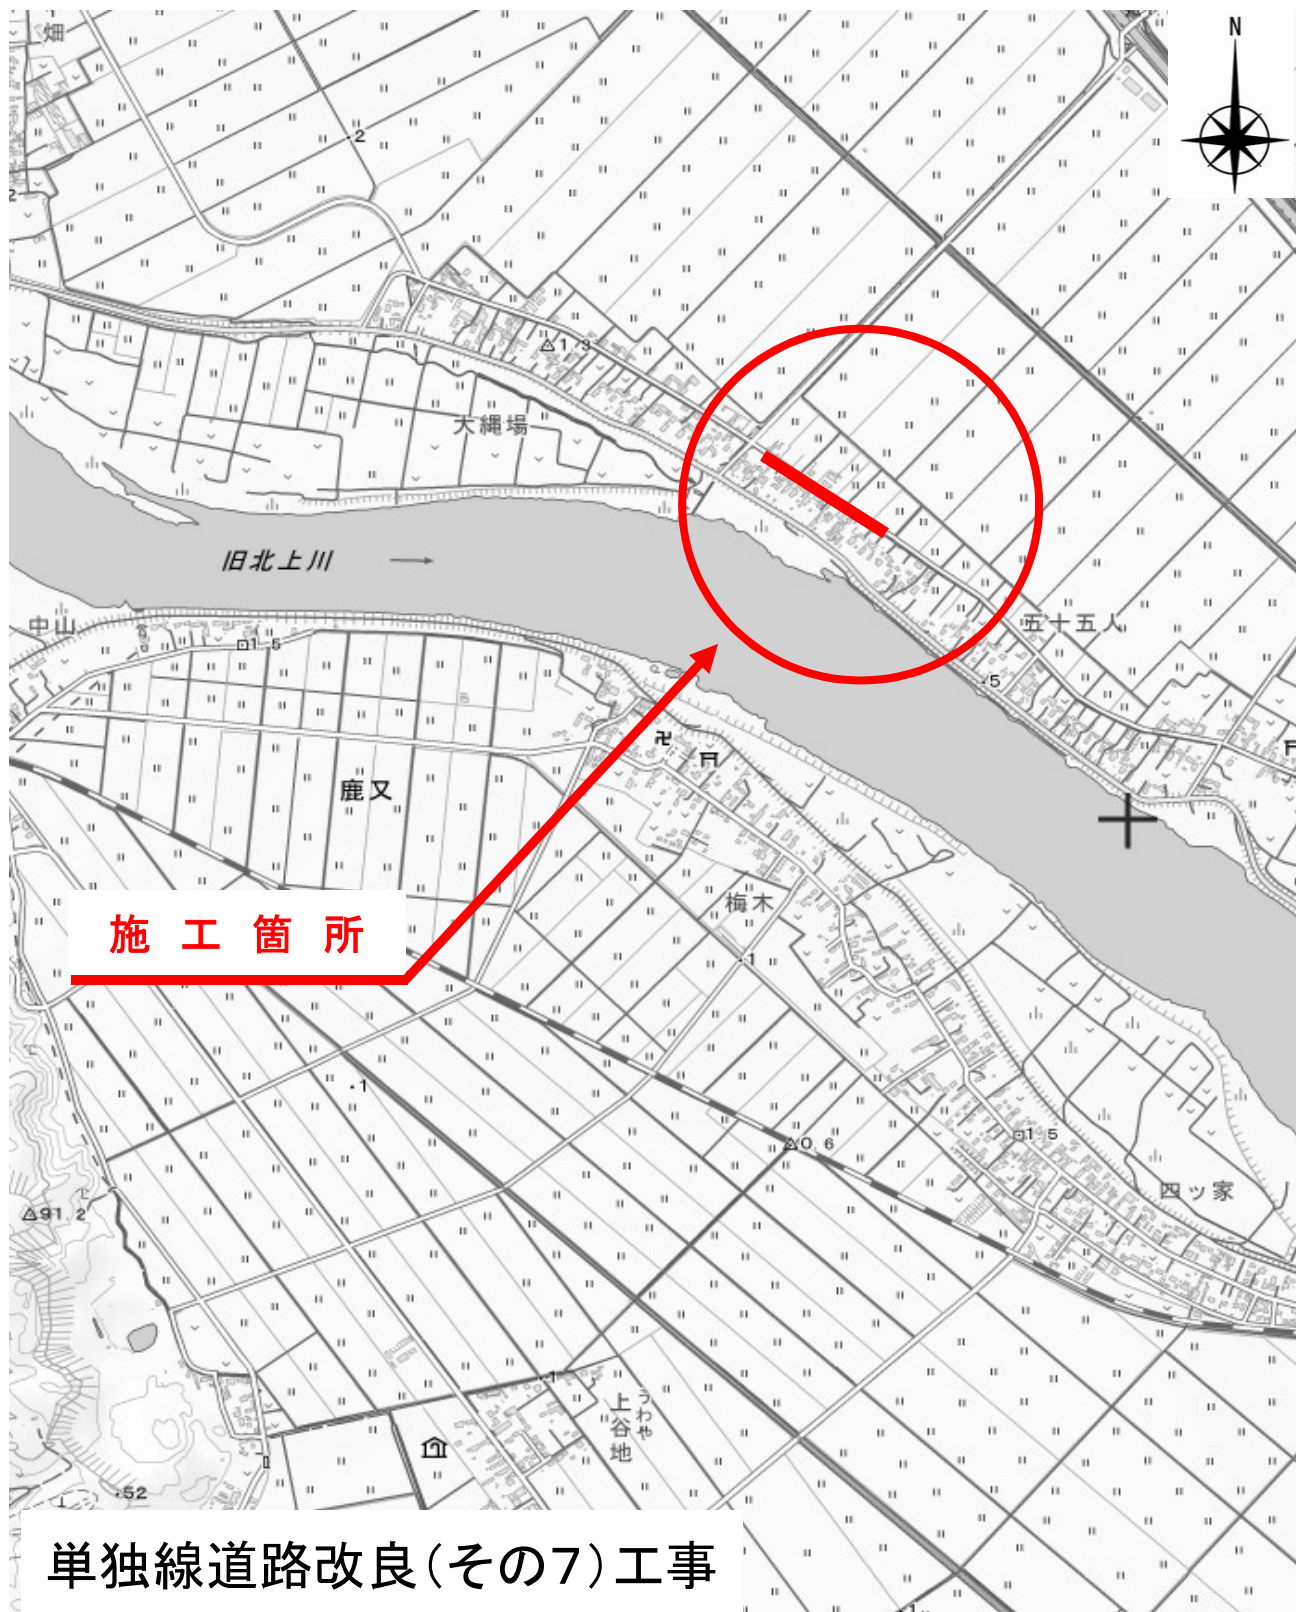 N
2
2
△1.3
大縄場
旧北上川
中山
五十五人
1.5
5
鹿又
梅木
施工箇所
1
1
△0.6
1.5
四ッ家
△91.2
1
上谷地
うわや
52
単独線道路改良(その7)工事
1